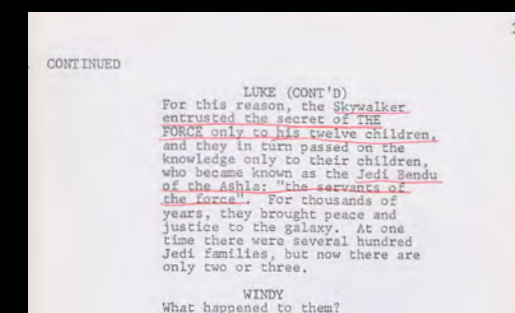 CONTINUED
LUKE (CONT'D)
For this reason, the Skywalker
entrusted the secret of THE
FORCE only to his twelve children,
and they in turn passed on the
knowledge only to their children,
who became known as the Jedi Bendu
of the Ashla: "the servants of
the force". For thousands of
years, they brought peace and
justice to the galaxy. At one
time there were several hundred
Jedi families, but now there are
only two or three.
WINDY
What happened to them?